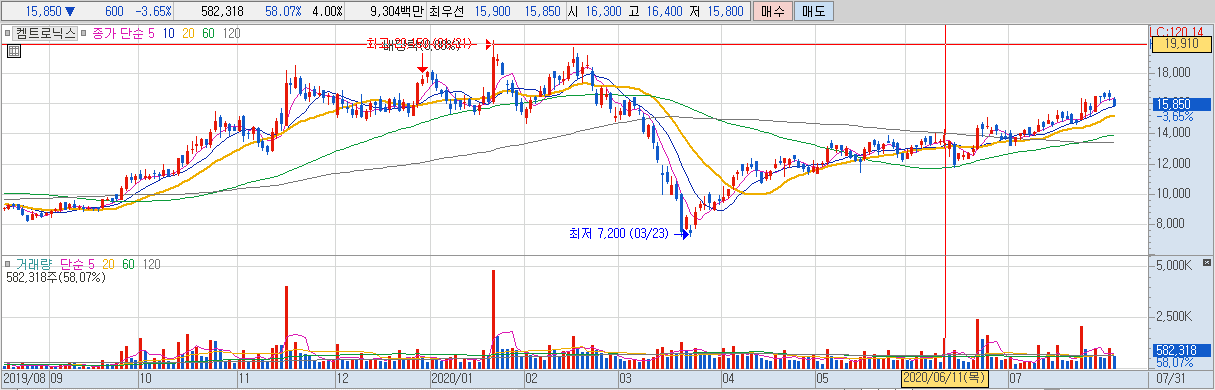 15,850 ▼ 600 -3.65% 582,318 58.07% 4.00% 9,304백만 최우선 15,900 15,850 시 16,300 고 16,400 저 15,800 매수 매도
켐트로닉스 종가 단순 5 10 20 60 120
LC:120.14
19,910
18,000
15,850
-3.65%
14,000
12,000
10,000
8,000
최저 7,200 (03/23)
거래량 단순 5 20 60 120
582,318주(58,07%)
5,000K
2,500K
582,318
58,07%
2019/08 09 10 11 12 2020/01 02 03 04 05 2020/06/11(목) 07 07/31